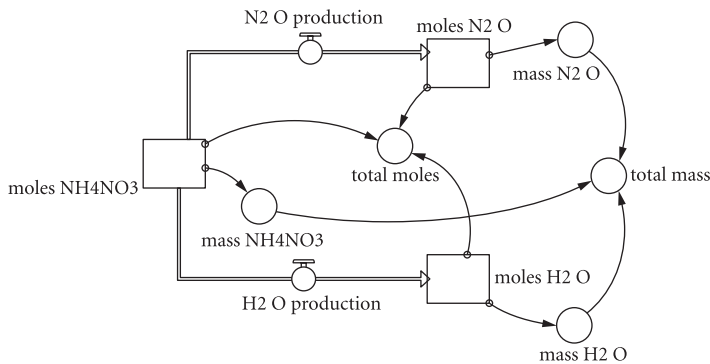 N2 O production
moles N2 O
mass N2 O
total moles
total mass
moles NH4NO3
mass NH4NO3
moles H2 O
H2 O production
mass H2 O